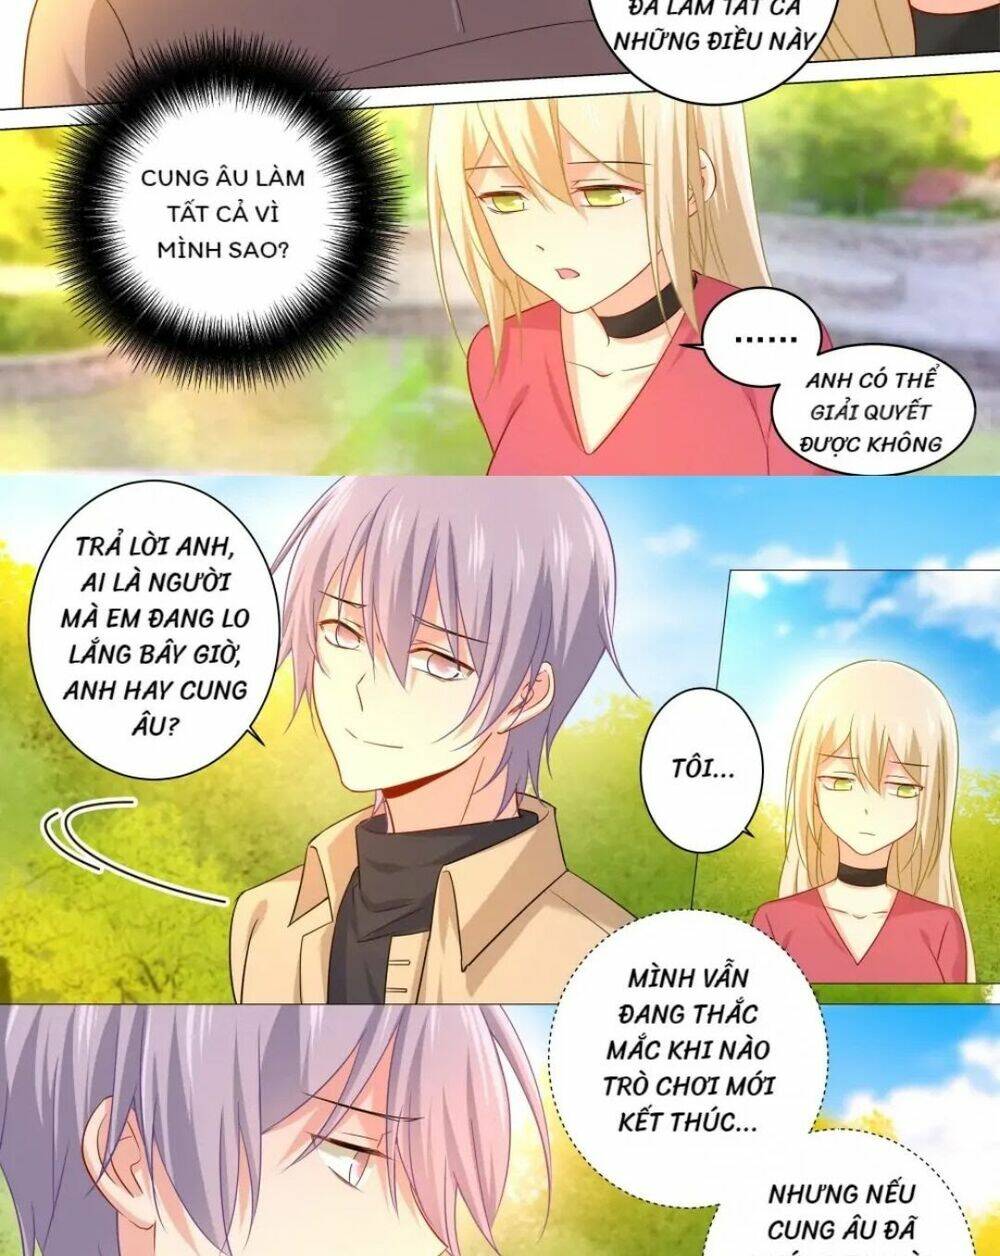 ĐÃ LÀM TẤT CẢ
NHỮNG ĐIỀU NÀY
CUNG ÂU LÀM
TẤT CẢ VÌ
MÌNH SAO?
......
ANH CÓ THỂ
GIẢI QUYẾT
ĐƯỢC KHÔNG
TRẢ LỜI ANH,
AI LÀ NGƯỜI
MÀ EM ĐANG LO
LẮNG BÂY GIỜ,
ANH HAY CUNG
ÂU?
TÔI...
MÌNH VẪN
ĐANG THẮC
MẮC KHI NÀO
TRÒ CHƠI MỚI
KẾT THÚC...
NHƯNG NẾU
CUNG ÂU ĐÃ